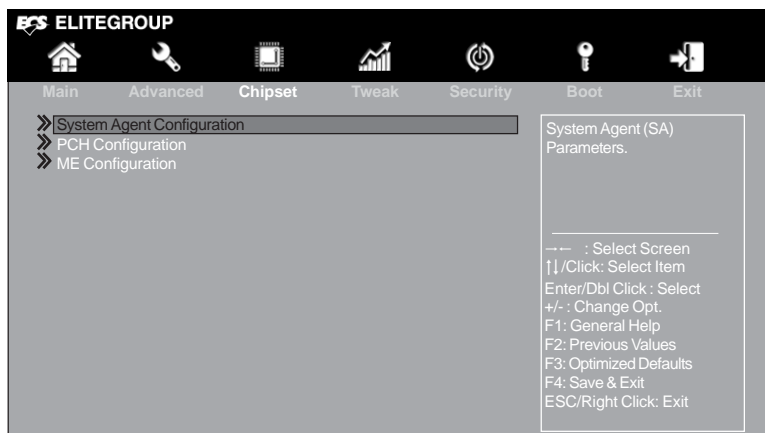 ECS ELITEGROUP
Main Advanced Chipset Tweak Security Boot Exit
System Agent Configuration
PCH Configuration
ME Configuration
System Agent (SA)
Parameters.
→← : Select Screen
↑↓/Click: Select Item
Enter/Dbl Click : Select
+/- : Change Opt.
F1: General Help
F2: Previous Values
F3: Optimized Defaults
F4: Save & Exit
ESC/Right Click: Exit